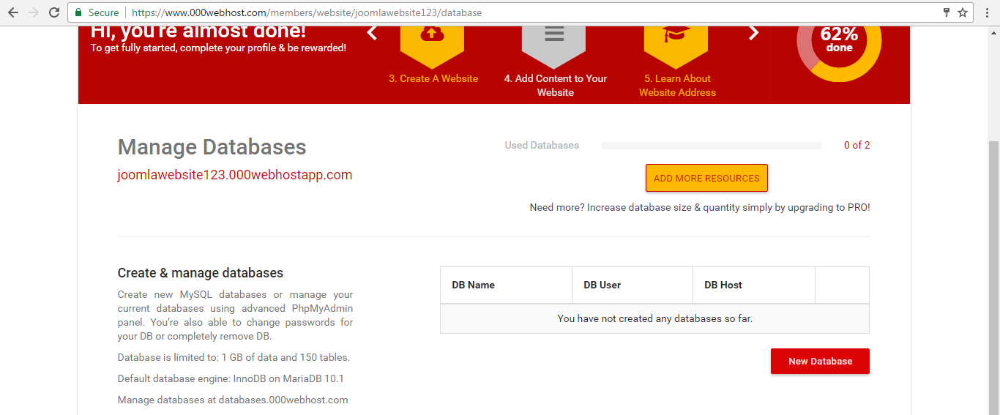 Secure
https://www.000webhost.com/members/website/joomlawebsite123/database
Hi, you're almost done!
To get fully started, complete your profile & be rewarded!
3. Create A Website
4. Add Content to Your
Website
5. Learn About
Website Address
62%
done
Manage Databases
joomlawebsite123.000webhostapp.com
Used Databases
0 of 2
ADD MORE RESOURCES
Need more? Increase database size & quantity simply by upgrading to PRO!
Create & manage databases
Create new MySQL databases or manage your
current databases using advanced PhpMyAdmin
panel. You’re also able to change passwords for
your DB or completely remove DB.
Database is limited to: 1 GB of data and 150 tables.
Default database engine: InnoDB on MariaDB 10.1
Manage databases at databases.000webhost.com
DB Name
DB User
DB Host
You have not created any databases so far.
New Database